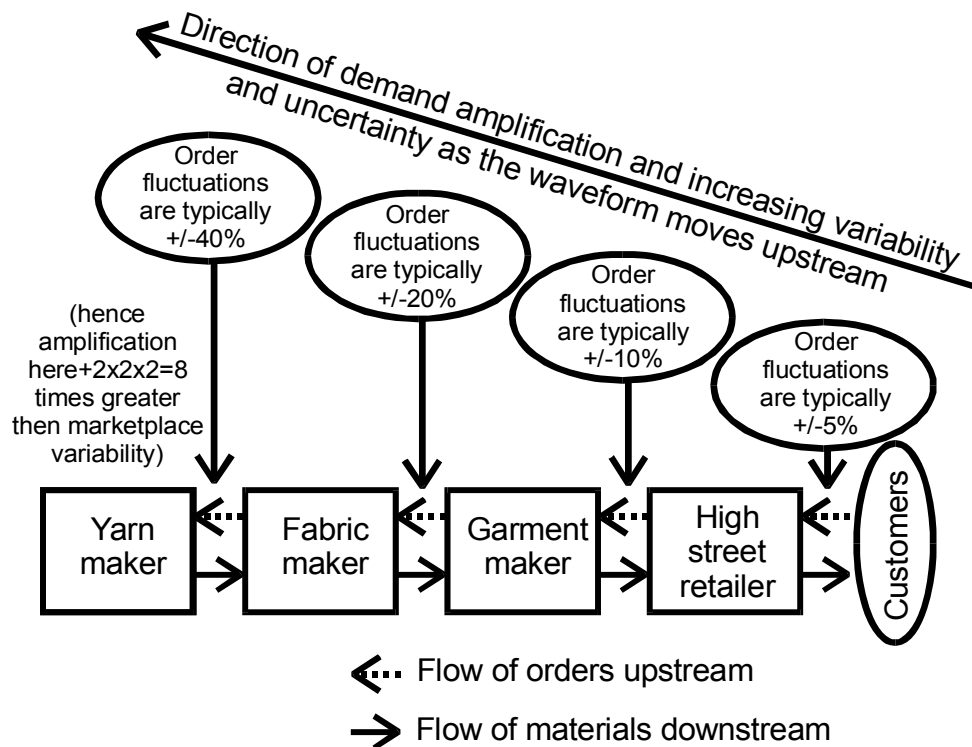 Direction of demand amplification and increasing variability
and uncertainty as the waveform moves upstream
Order
fluctuations
are typically
+/-40%
Order
fluctuations
are typically
+/-20%
Order
fluctuations
are typically
+/-10%
Order
fluctuations
are typically
+/-5%
(hence
amplification
here+2x2x2=8
times greater
then marketplace
variability)
Yarn
maker
Fabric
maker
Garment
maker
High
street
retailer
Customers
Flow of orders upstream
Flow of materials downstream